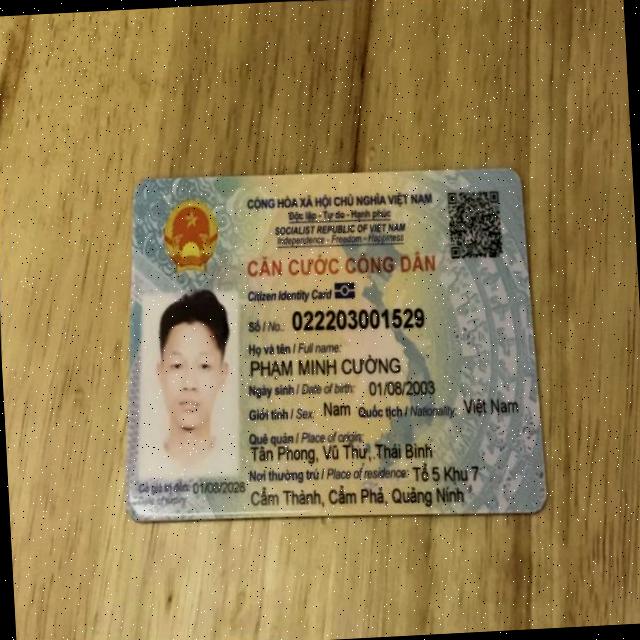 CỘNG HÒA XÃ HỘI CHỦ NGHĨA VIỆT NAM
Độc lập - Tự do - Hạnh phúc
SOCIALIST REPUBLIC OF VIET NAM
Independence - Freedom - Happiness
CĂN CƯỚC CÔNG DÂN
Citizen Identity Card
Số / No.: 022203001529
Họ và tên / Full name:
PHẠM MINH CƯỜNG
Ngày sinh / Date of birth: 01/08/2003
Giới tính / Sex: Nam Quốc tịch / Nationality: Việt Nam
Quê quán / Place of origin:
Tân Phong, Vũ Thư, Thái Bình
Nơi thường trú / Place of residence: Tổ 5 Khu 7
Cẩm Thành, Cẩm Phả, Quảng Ninh
Có giá trị đến: 01/08/2028